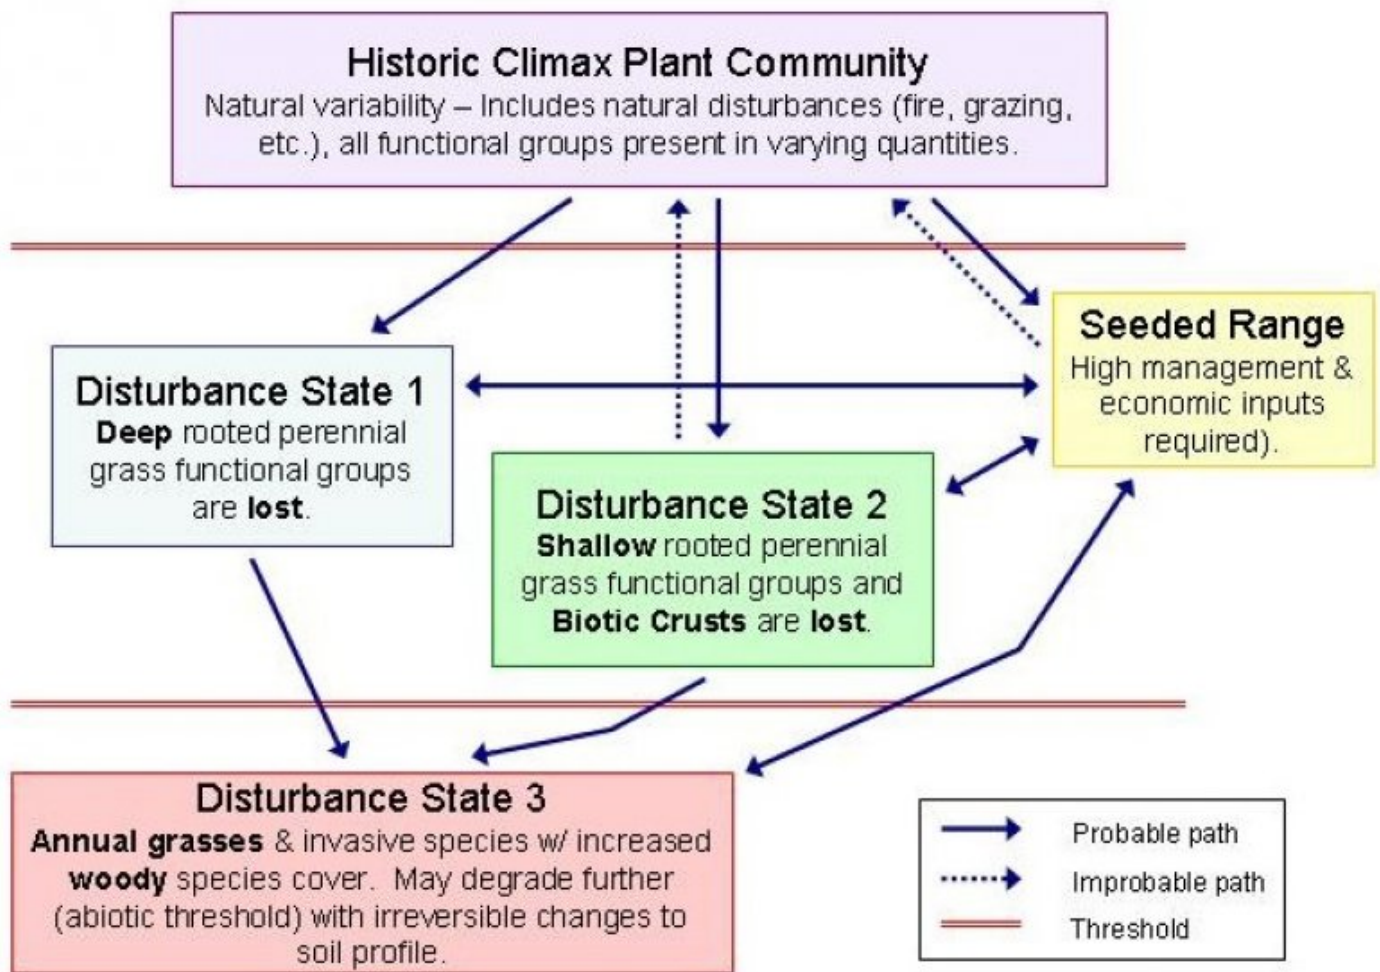 Historic Climax Plant Community
Natural variability – Includes natural disturbances (fire, grazing,
etc.), all functional groups present in varying quantities.
Seeded Range
High management &
economic inputs
required).
Disturbance State 1
Deep rooted perennial
grass functional groups
are lost.
Disturbance State 2
Shallow rooted perennial
grass functional groups and
Biotic Crusts are lost.
Disturbance State 3
Annual grasses & invasive species w/ increased
woody species cover. May degrade further
(abiotic threshold) with irreversible changes to
soil profile.
Probable path
Improbable path
Threshold